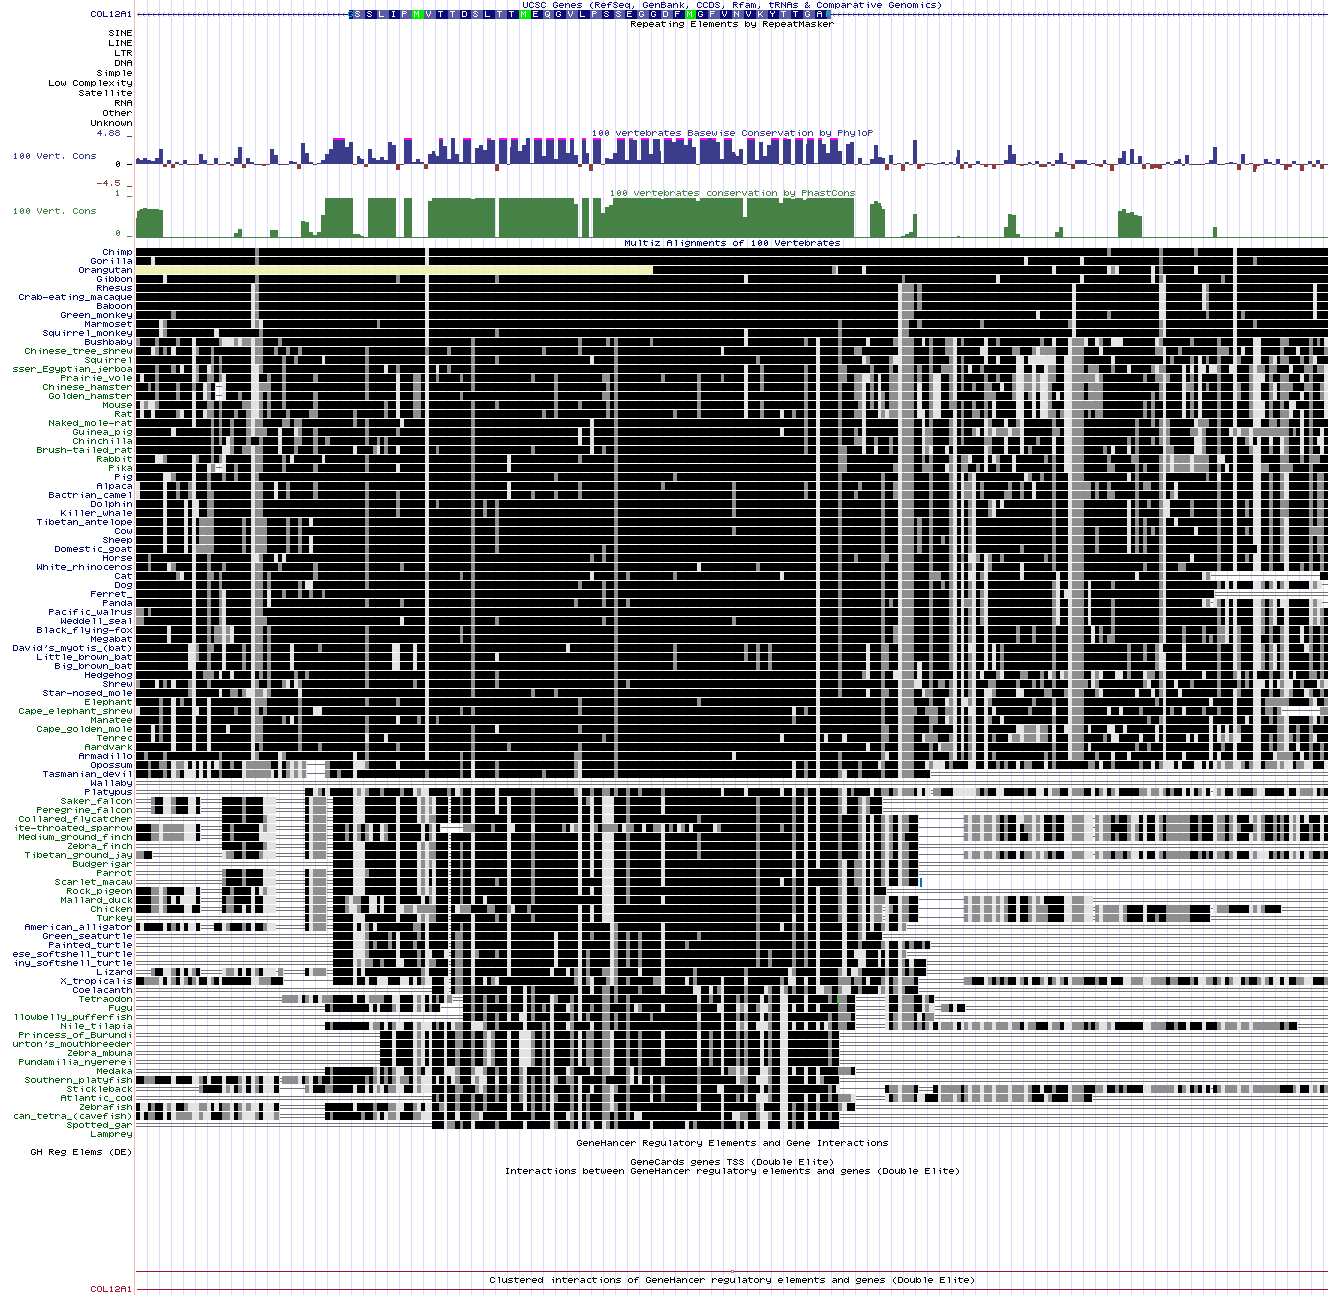 UCSC Genes (RefSeq, GenBank, CCDS, Rfam, tRNAs & Comparative Genomics)
COL12A1
S S L I P M V T T D S L T T M E Q G V L P S S E G G D F M G F V N V K Y T T G A
Repeating Elements by RepeatMasker
SINE
LINE
LTR
DNA
Simple
Low Complexity
Satellite
RNA
Other
Unknown
4.88 _
100 vertebrates Basewise Conservation by PhyloP
100 Vert. Cons
0 _
-4.5 _
1 _
100 vertebrates conservation by PhastCons
100 Vert. Cons
0 _
Multiz Alignments of 100 Vertebrates
Chimp
Gorilla
Orangutan
Gibbon
Rhesus
Crab-eating_macaque
Baboon
Green_monkey
Marmoset
Squirrel_monkey
Bushbaby
Chinese_tree_shrew
Squirrel
sser_Egyptian_jerboa
Prairie_vole
Chinese_hamster
Golden_hamster
Mouse
Rat
Naked_mole-rat
Guinea_pig
Chinchilla
Brush-tailed_rat
Rabbit
Pika
Pig
Alpaca
Bactrian_camel
Dolphin
Killer_whale
Tibetan_antelope
Cow
Sheep
Domestic_goat
Horse
White_rhinoceros
Cat
Dog
Ferret_
Panda
Pacific_walrus
Weddell_seal
Black_flying-fox
Megabat
David's_myotis_(bat)
Little_brown_bat
Big_brown_bat
Hedgehog
Shrew
Star-nosed_mole
Elephant
Cape_elephant_shrew
Manatee
Cape_golden_mole
Tenrec
Aardvark
Armadillo
Opossum
Tasmanian_devil
Wallaby
Platypus
Saker_falcon
Peregrine_falcon
Collared_flycatcher
ite-throated_sparrow
Medium_ground_finch
Zebra_finch
Tibetan_ground_jay
Budgerigar
Parrot
Scarlet_macaw
Rock_pigeon
Mallard_duck
Chicken
Turkey
American_alligator
Green_seaturtle
Painted_turtle
ese_softshell_turtle
iny_softshell_turtle
Lizard
X_tropicalis
Coelacanth
Tetraodon
Fugu
llowbelly_pufferfish
Nile_tilapia
Princess_of_Burundi
urton's_mouthbreeder
Zebra_mbuna
Pundamilia_nyererei
Medaka
Southern_platyfish
Stickleback
Atlantic_cod
Zebrafish
can_tetra_(cavefish)
Spotted_gar
Lamprey
GeneHancer Regulatory Elements and Gene Interactions
GH Reg Elems (DE)
GeneCards genes TSS (Double Elite)
Interactions between GeneHancer regulatory elements and genes (Double Elite)
Clustered interactions of GeneHancer regulatory elements and genes (Double Elite)
COL12A1